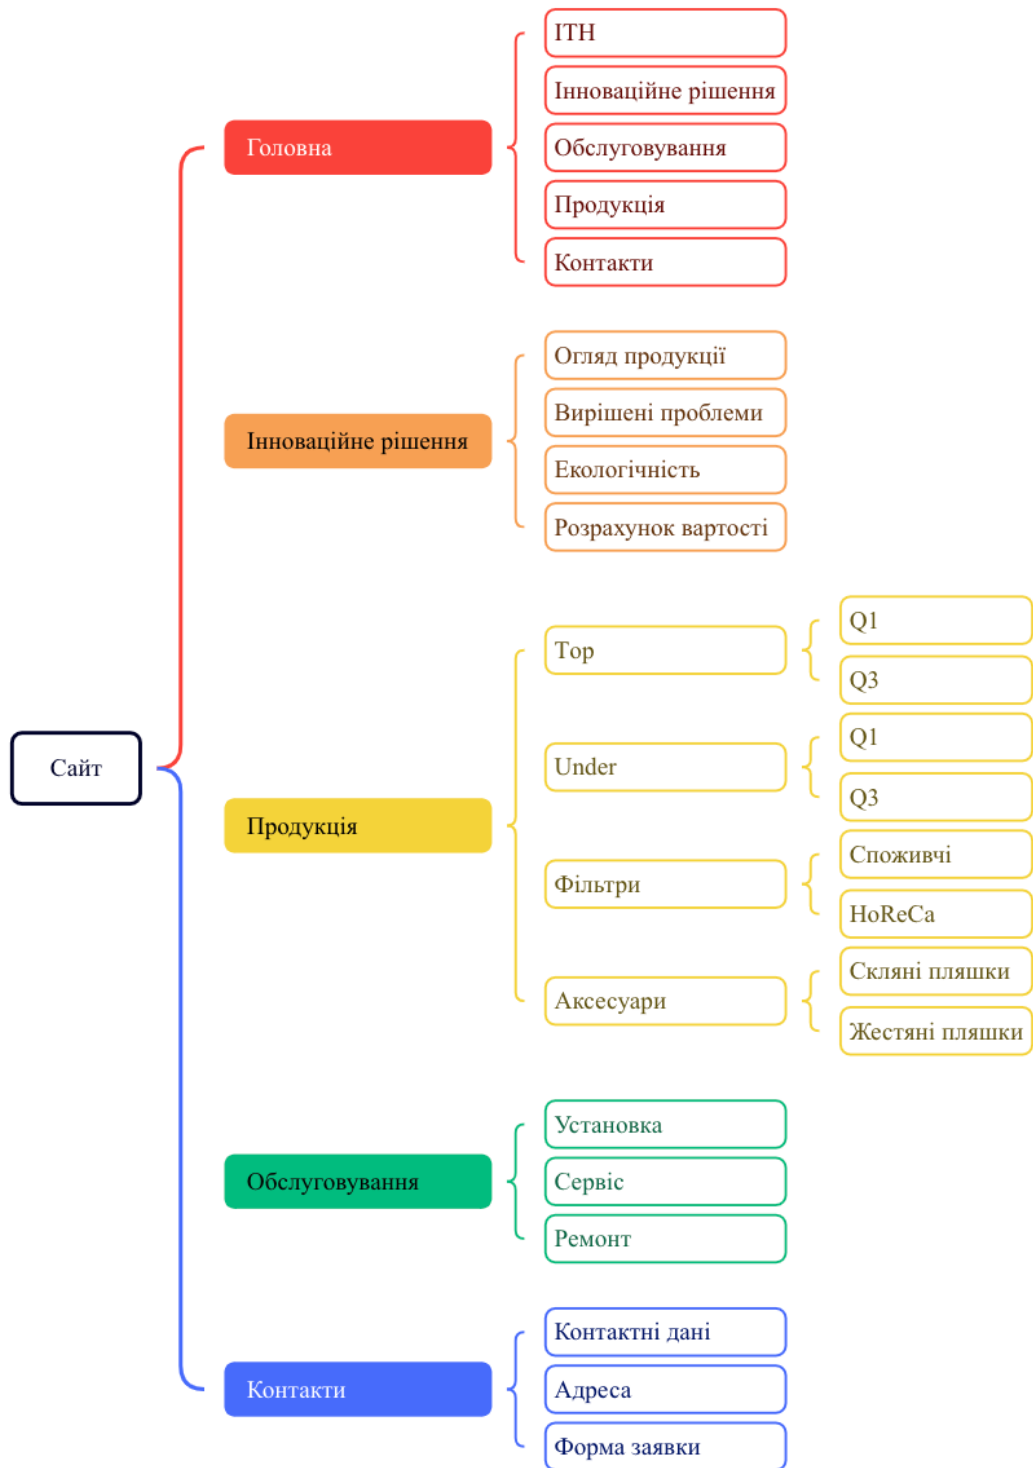 Сайт
Головна
ІТН
Інноваційне рішення
Обслуговування
Продукція
Контакти
Інноваційне рішення
Огляд продукції
Вирішені проблеми
Екологічність
Розрахунок вартості
Продукція
Top
Q1
Q3
Under
Q1
Q3
Фільтри
Споживчі
HoReCa
Аксесуари
Скляні пляшки
Жестяні пляшки
Обслуговування
Установка
Сервіс
Ремонт
Контакти
Контактні дані
Адреса
Форма заявки